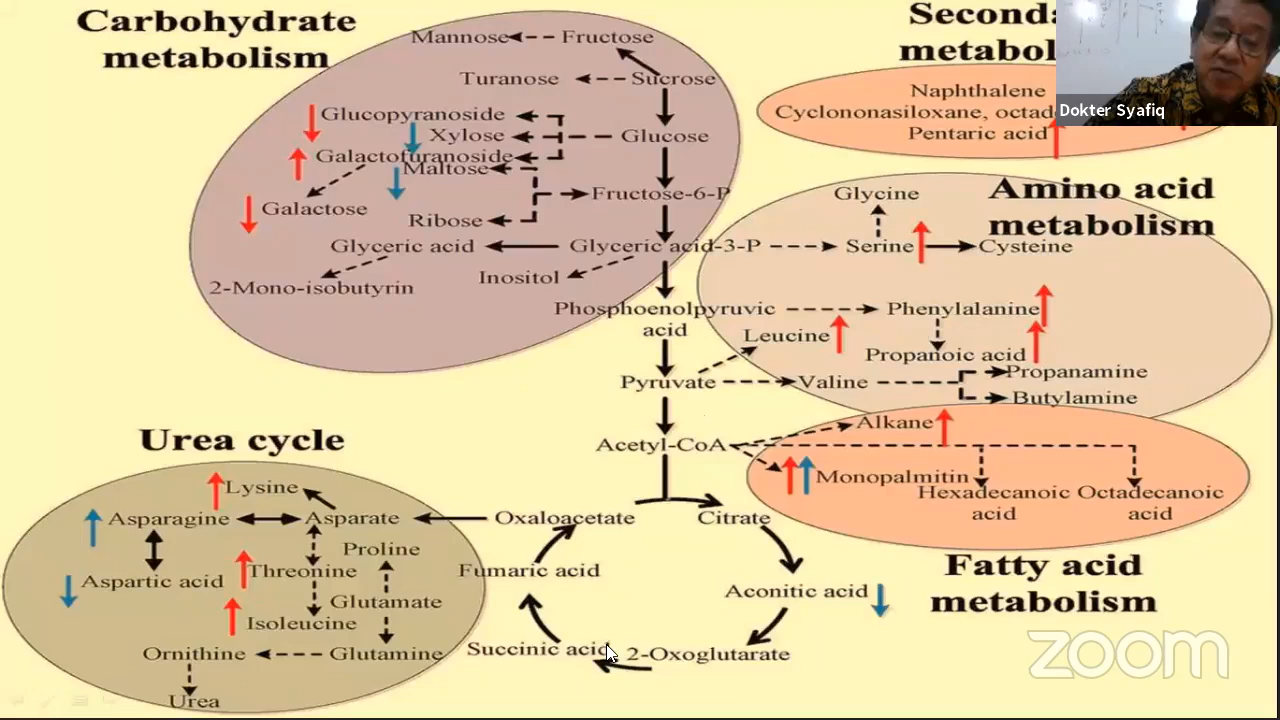 Carbohydrate
metabolism
Mannose
Fructose
Turanose
Sucrose
Glucopyranoside
Xylose
Glucose
Galactofuranoside
Maltose
Fructose-6-P
Galactose
Ribose
Glyceric acid
Glyceric acid-3-P
2-Mono-isobutyrin
Inositol
Phosphoenolpyruvic
acid
Pyruvate
Acetyl-CoA
Naphthalene
Cyclononasiloxane,
Pentaric acid
Dokter Syafiq
Amino acid
metabolism
Glycine
Serine
Cysteine
Phenylalanine
Leucine
Propanoic acid
Valine
Propanamine
Butylamine
Alkane
Monopalmitin
Hexadecanoic
acid
Octadecanoic
acid
Fatty acid
metabolism
Urea cycle
Lysine
Asparagine
Asparate
Oxaloacetate
Citrate
Proline
Aspartic acid
Threonine
Fumaric acid
Aconitic acid
Glutamate
Isoleucine
Ornithine
Glutamine
Succinic acid
2-Oxoglutarate
Urea
zoom